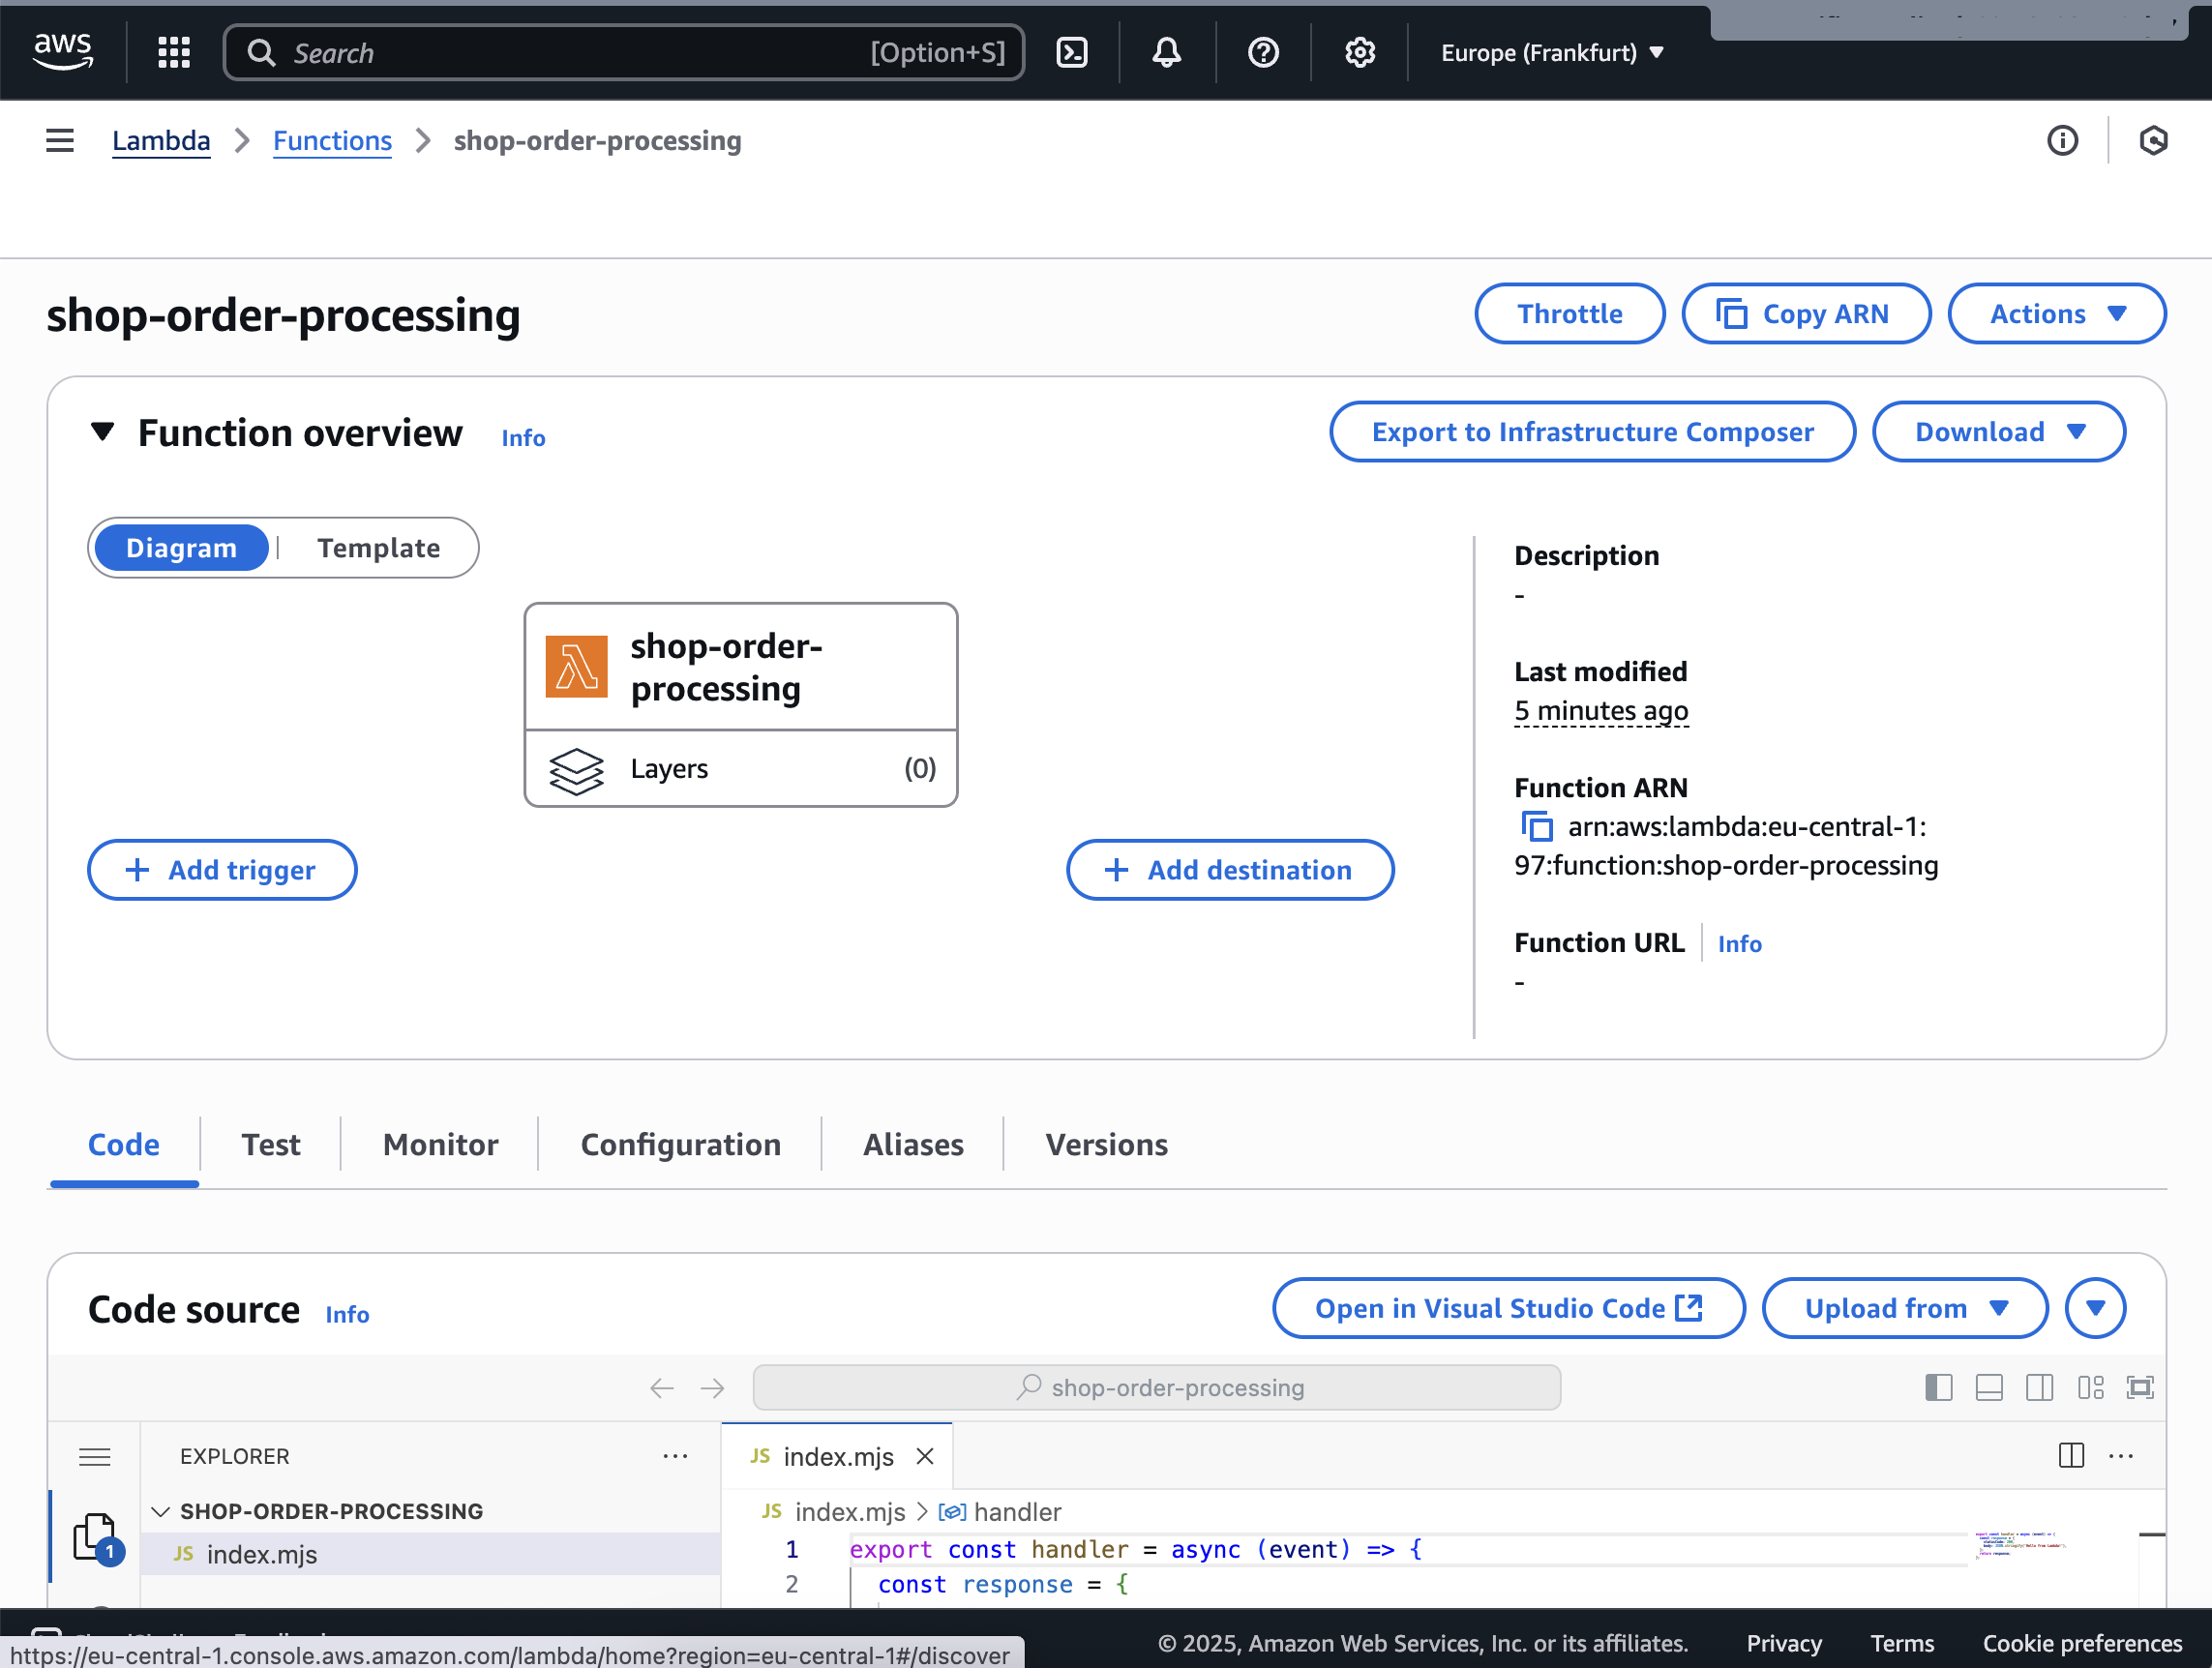 aws
Search [Option+S]
Europe (Frankfurt)
Lambda
Functions
shop-order-processing
shop-order-processing
Throttle
Copy ARN
Actions
Function overview
Info
Export to Infrastructure Composer
Download
Diagram
Template
shop-order-
processing
Layers (0)
+ Add trigger
+ Add destination
Description
-
Last modified
5 minutes ago
Function ARN
arn:aws:lambda:eu-central-1:
97:function:shop-order-processing
Function URL
Info
-
Code
Test
Monitor
Configuration
Aliases
Versions
Code source
Info
Open in Visual Studio Code
Upload from
shop-order-processing
EXPLORER
SHOP-ORDER-PROCESSING
1
JS index.mjs
JS index.mjs
JS index.mjs > handler
1 export const handler = async (event) => {
2 const response = {
https://eu-central-1.console.aws.amazon.com/lambda/home?region=eu-central-1#/discover
© 2025, Amazon Web Services, Inc. or its affiliates.
Privacy
Terms
Cookie preferences